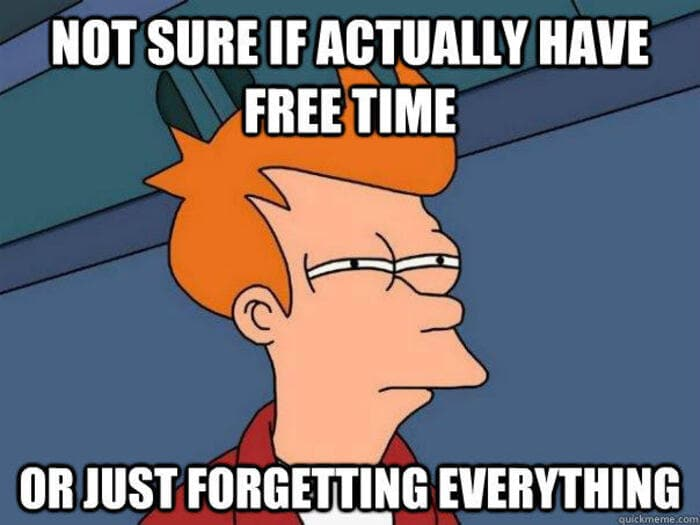 NOT SURE IF ACTUALLY HAVE
FREE TIME
OR JUST FORGETTING EVERYTHING
quickmeme.com